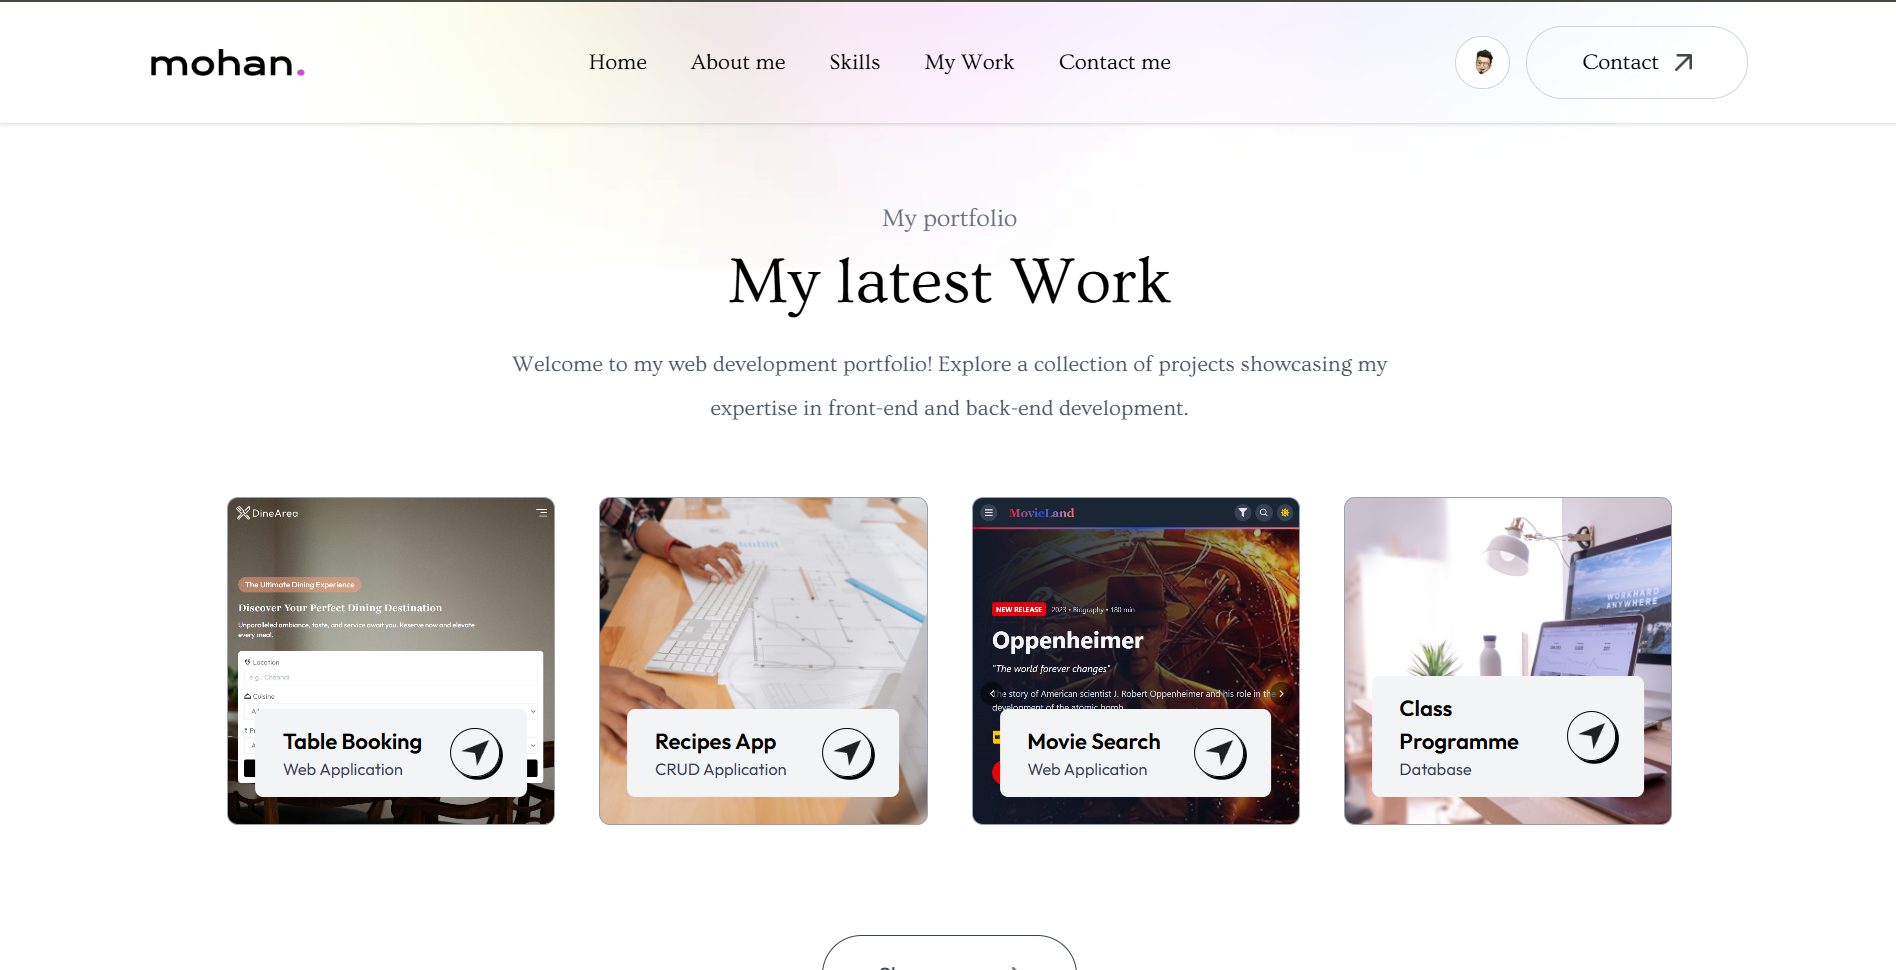 mohan.
Home
About me
Skills
My Work
Contact me
Contact
My portfolio
My latest Work
Welcome to my web development portfolio! Explore a collection of projects showcasing my
expertise in front-end and back-end development.
DineArea
The Ultimate Dining Experience
Discover Your Perfect Dining Destination
Unparalleled ambiance, taste, and service await you. Reserve now and elevate
every meal.
Location
e.g., Chennai
Cuisine
Table Booking
Web Application
Recipes App
CRUD Application
MovieLand
NEW RELEASE
2023 • Biography • 180 min
Oppenheimer
"The world forever changes"
The story of American scientist J. Robert Oppenheimer and his role in the
development of the atomic bomb.
Movie Search
Web Application
WORKHARD
ANYWHERE
Class
Programme
Database